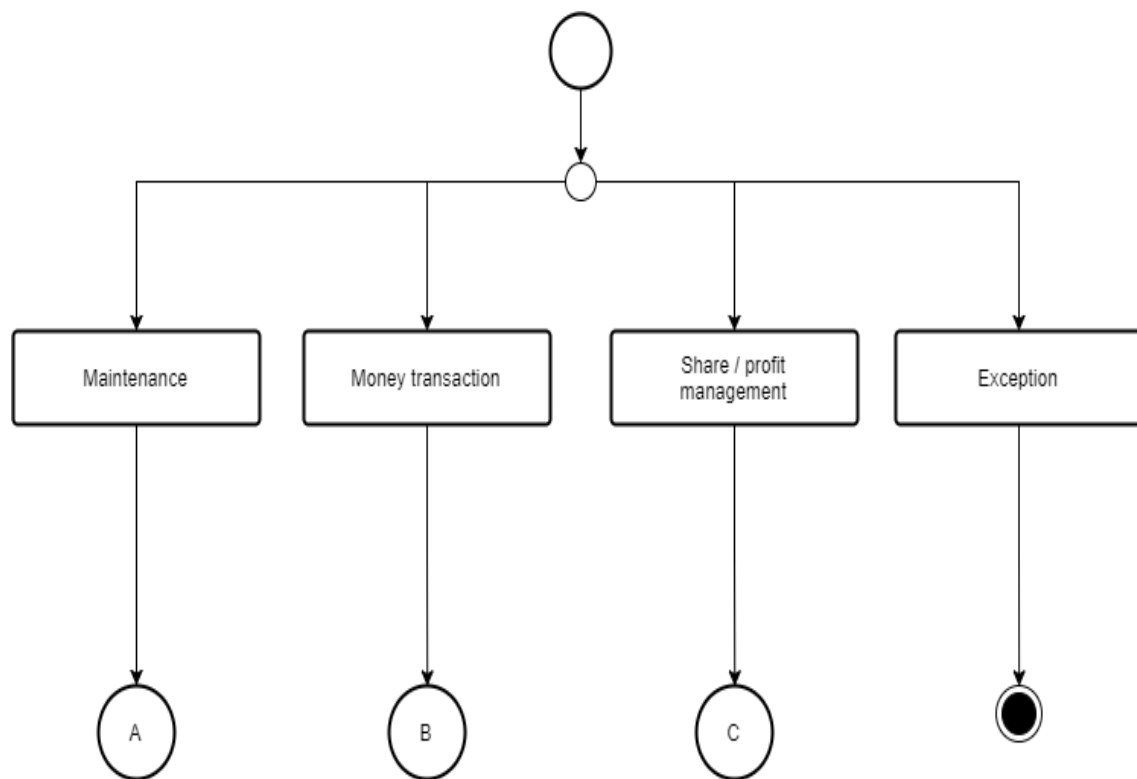 Maintenance
Money transaction
Share / profit
management
Exception
A
B
C